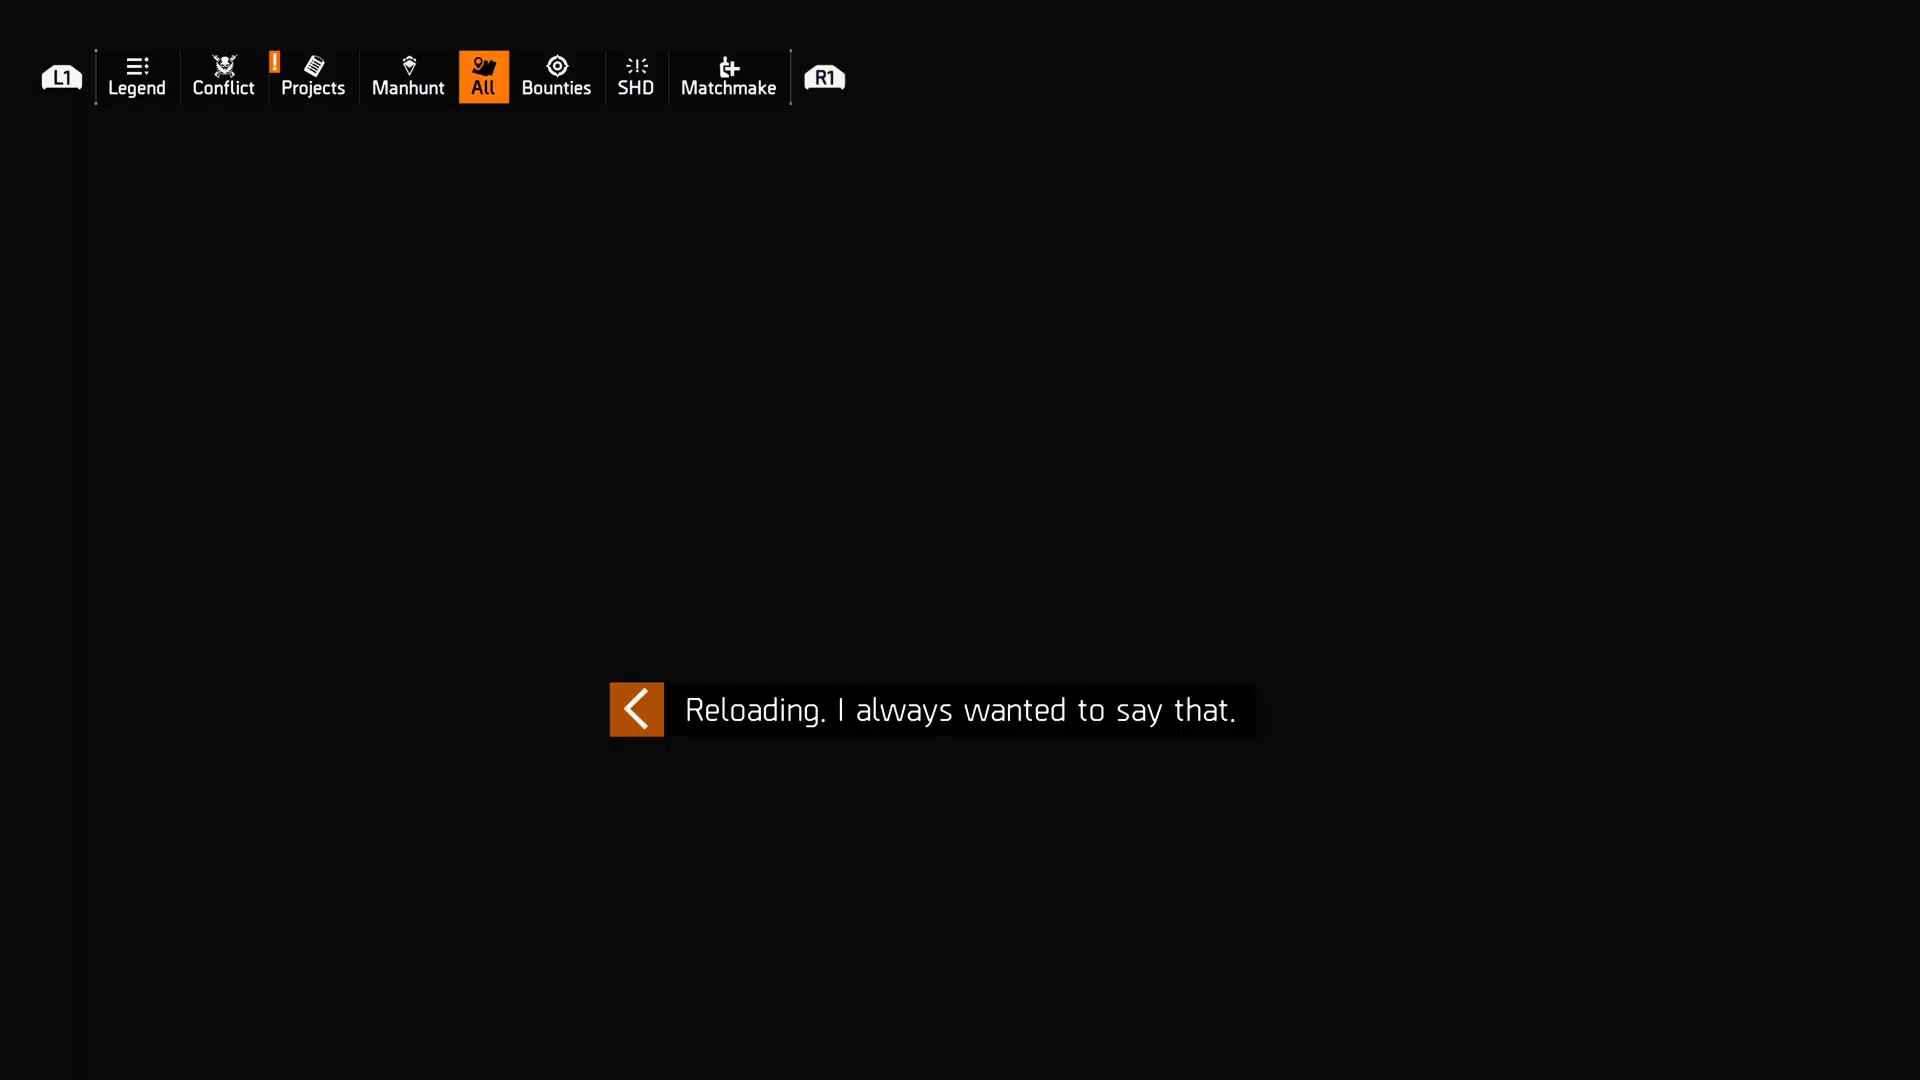 L1 Legend Conflict ! Projects Manhunt All Bounties SHD Matchmake R1
Reloading. I always wanted to say that.